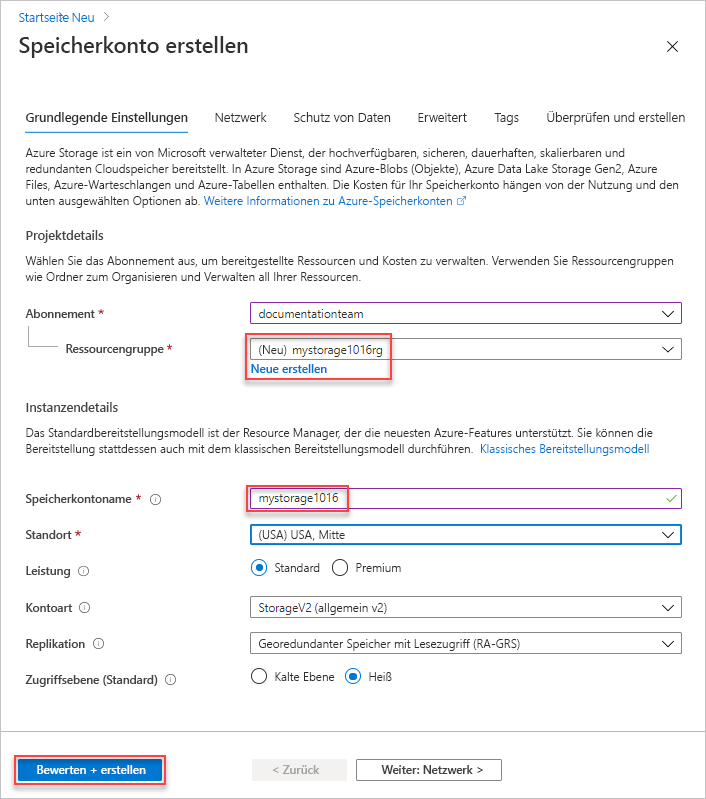 Startseite Neu
Speicherkonto erstellen
Grundlegende Einstellungen Netzwerk Schutz von Daten Erweitert Tags Überprüfen und erstellen
Azure Storage ist ein von Microsoft verwalteter Dienst, der hochverfügbaren, sicheren, dauerhaften, skalierbaren und
redundanten Cloudspeicher bereitstellt. In Azure Storage sind Azure-Blobs (Objekte), Azure Data Lake Storage Gen2, Azure
Files, Azure-Warteschlangen und Azure-Tabellen enthalten. Die Kosten für Ihr Speicherkonto hängen von der Nutzung und den
unten ausgewählten Optionen ab. Weitere Informationen zu Azure-Speicherkonten
Projektdetails
Wählen Sie das Abonnement aus, um bereitgestellte Ressourcen und Kosten zu verwalten. Verwenden Sie Ressourcengruppen
wie Ordner zum Organisieren und Verwalten all Ihrer Ressourcen.
Abonnement * documentationteam
Ressourcengruppe * (Neu) mystorage1016rg
Neue erstellen
Instanzendetails
Das Standardbereitstellungsmodell ist der Resource Manager, der die neuesten Azure-Features unterstützt. Sie können die
Bereitstellung stattdessen auch mit dem klassischen Bereitstellungsmodell durchführen. Klassisches Bereitstellungsmodell
Speicherkontoname * mystorage1016
Standort * (USA) USA, Mitte
Leistung Standard Premium
Kontoart StorageV2 (allgemein v2)
Replikation Georedundanter Speicher mit Lesezugriff (RA-GRS)
Zugriffsebene (Standard) Kalte Ebene Heiß
Bewerten + erstellen < Zurück Weiter: Netzwerk >